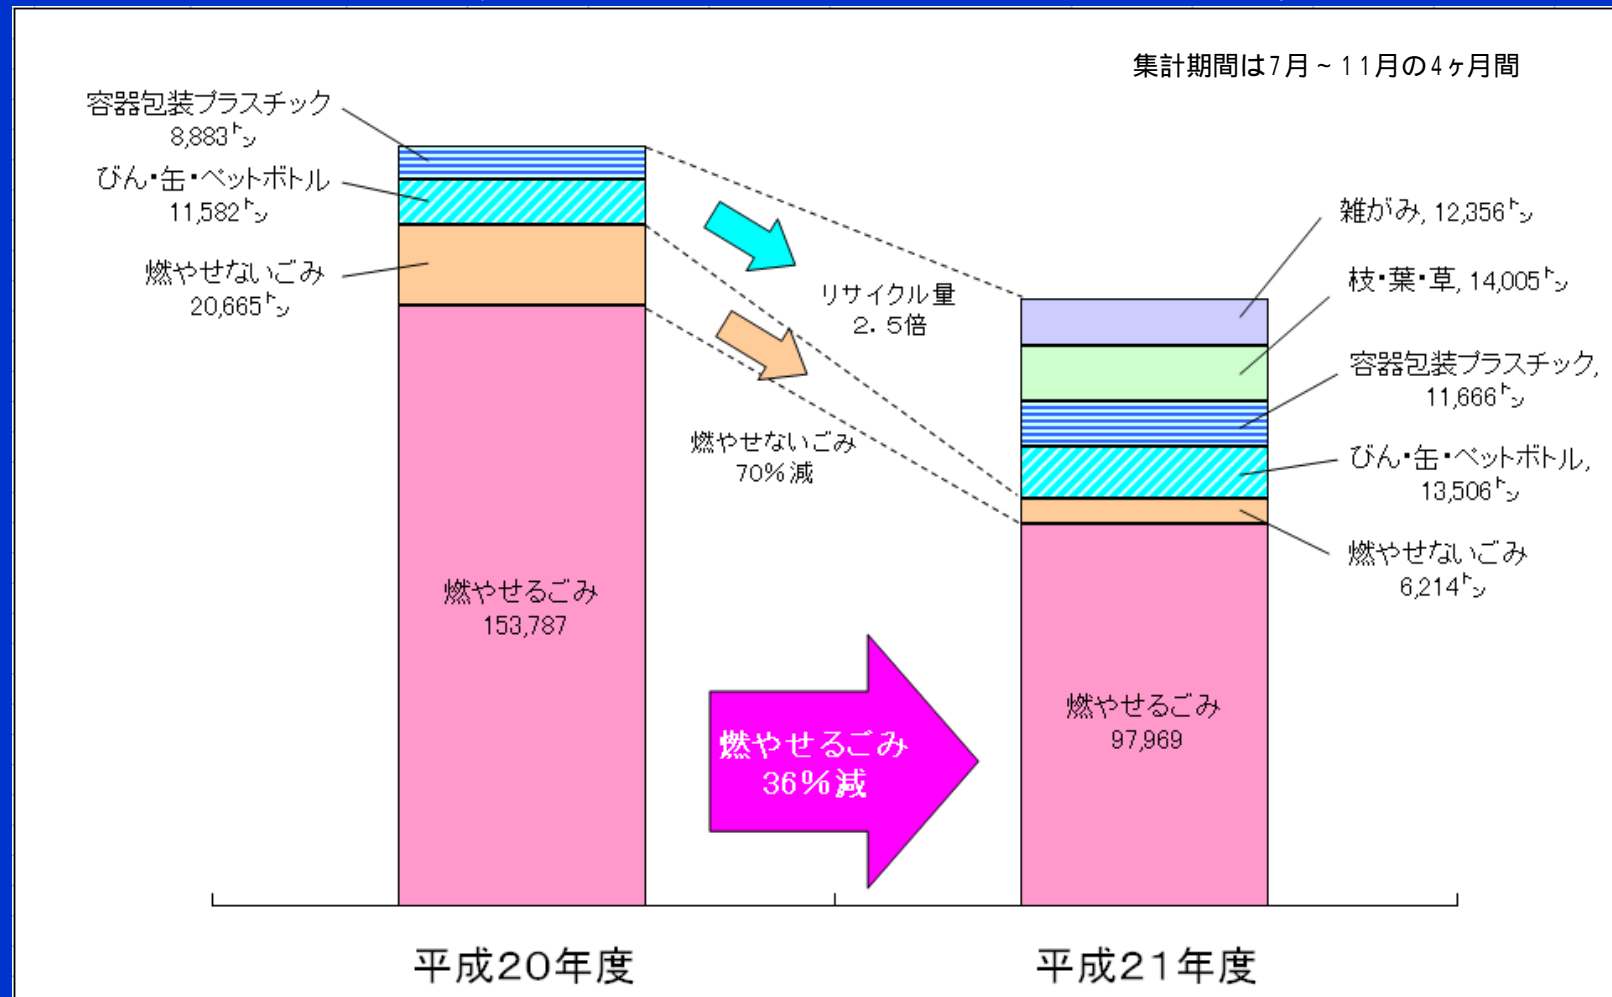 集計期間は7月~11月の4ヶ月間
容器包装プラスチック
8,883トン
びん・缶・ペットボトル
11,582トン
燃やせないごみ
20,665トン
燃やせるごみ
153,787
リサイクル量
2.5倍
燃やせないごみ
70%減
燃やせるごみ
36%減
雑がみ, 12,356トン
枝・葉・草, 14,005トン
容器包装プラスチック,
11,666トン
びん・缶・ペットボトル,
13,506トン
燃やせないごみ
6,214トン
燃やせるごみ
97,969
平成20年度
平成21年度